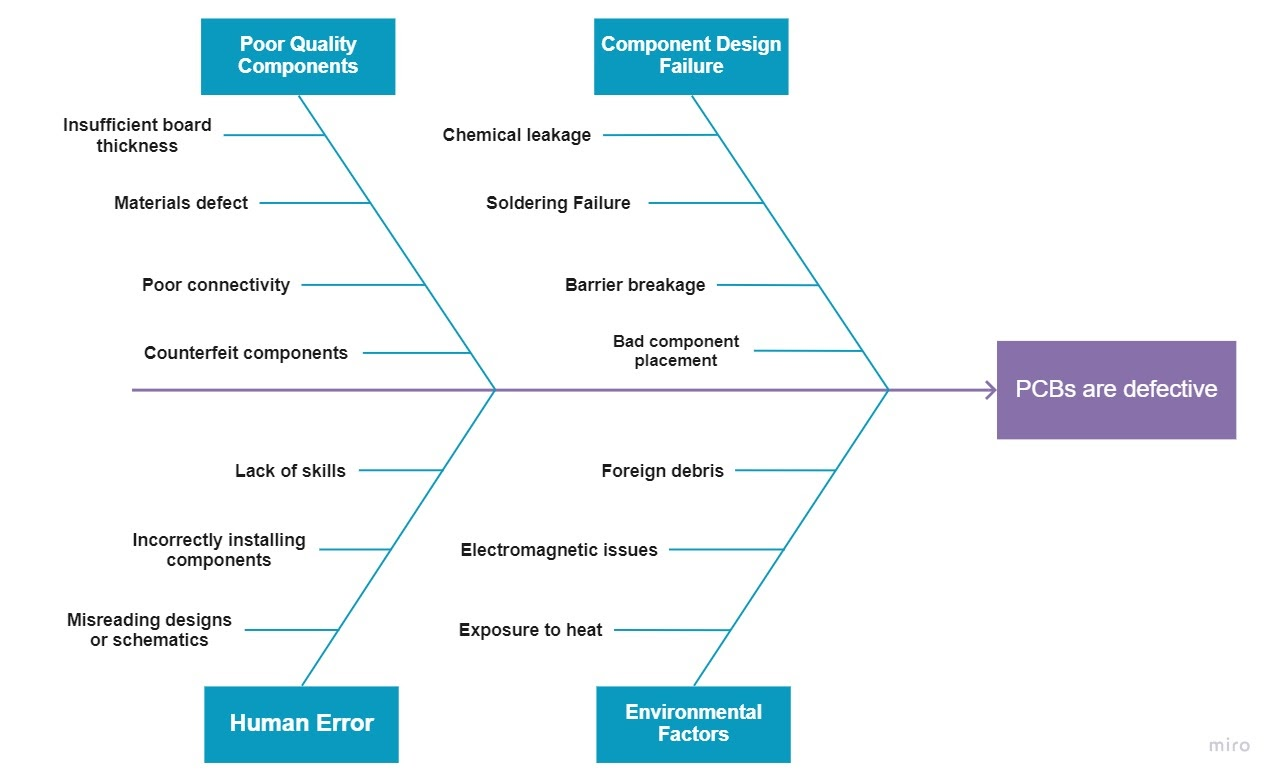 Poor Quality
Components
Component Design
Failure
Insufficient board
thickness
Chemical leakage
Materials defect
Soldering Failure
Poor connectivity
Barrier breakage
Counterfeit components
Bad component
placement
PCBs are defective
Lack of skills
Foreign debris
Incorrectly installing
components
Electromagnetic issues
Misreading designs
or schematics
Exposure to heat
Human Error
Environmental
Factors
miro